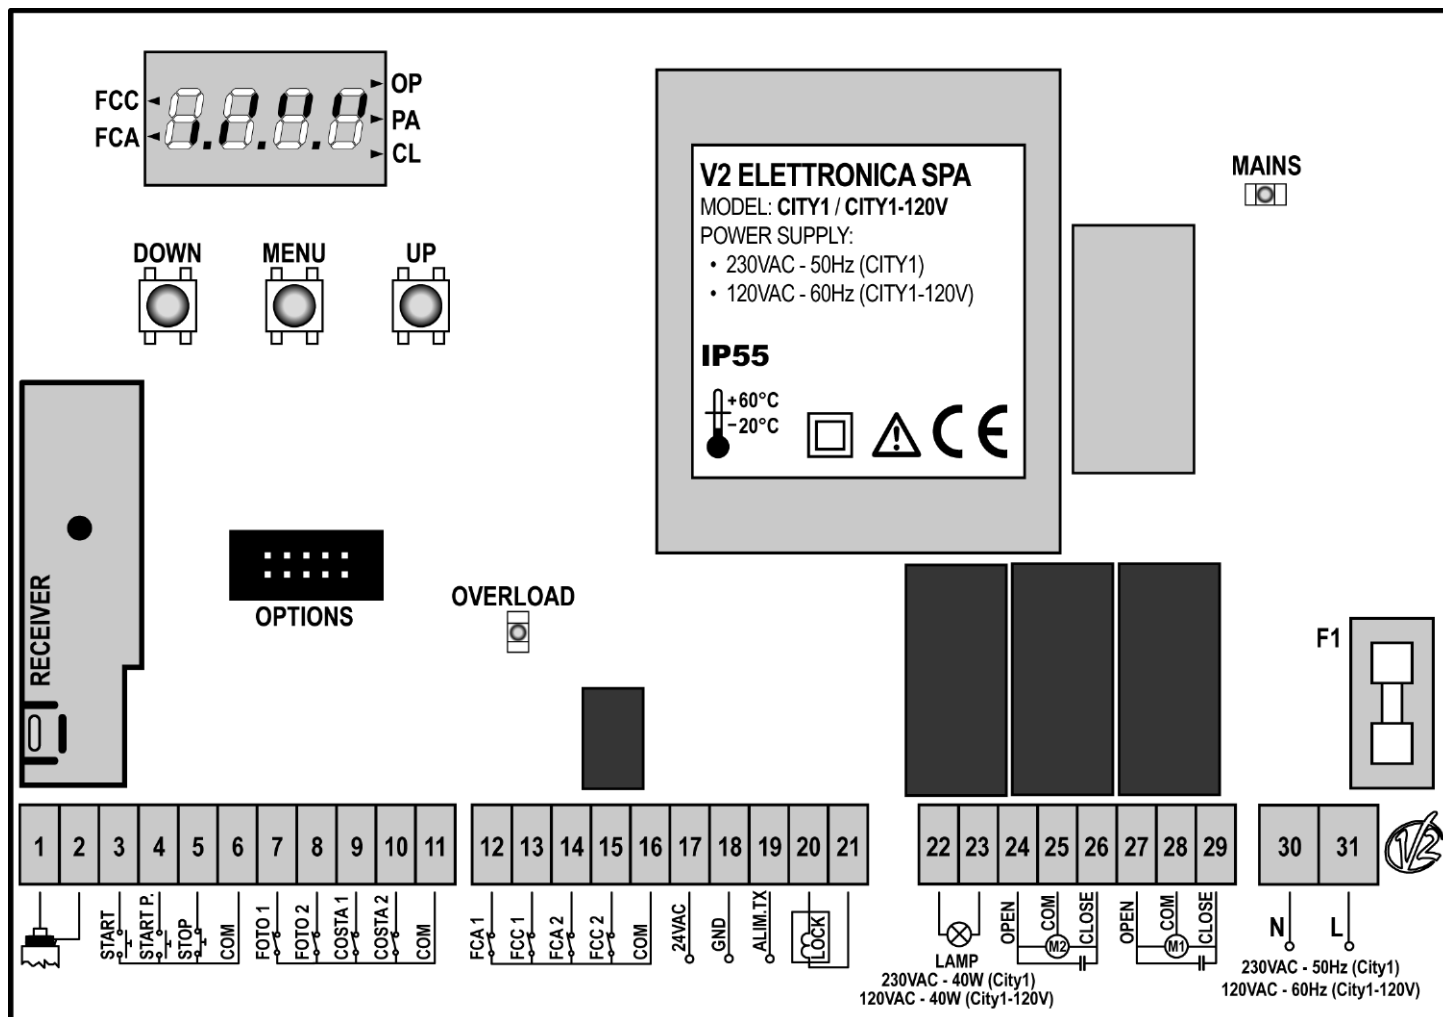 FCC
FCA
OP
PA
CL
DOWN
MENU
UP
V2 ELETTRONICA SPA
MODEL: CITY1 / CITY1-120V
POWER SUPPLY:
• 230VAC - 50Hz (CITY1)
• 120VAC - 60Hz (CITY1-120V)
IP55
+60°C
−20°C
CE
MAINS
RECEIVER
OPTIONS
OVERLOAD
F1
1 2 3 4 5 6 7 8 9 10 11
12 13 14 15 16 17 18 19 20 21
22 23 24 25 26 27 28 29
30 31
V2
START
START P.
STOP
COM
FOTO 1
FOTO 2
COSTA 1
COSTA 2
COM
FCA 1
FCC 1
FCA 2
FCC 2
COM
24VAC
GND
ALIM.TX
LOCK
LAMP
230VAC - 40W (City1)
120VAC - 40W (City1-120V)
OPEN
COM
CLOSE
M2
OPEN
COM
CLOSE
M1
N
L
230VAC - 50Hz (City1)
120VAC - 60Hz (City1-120V)